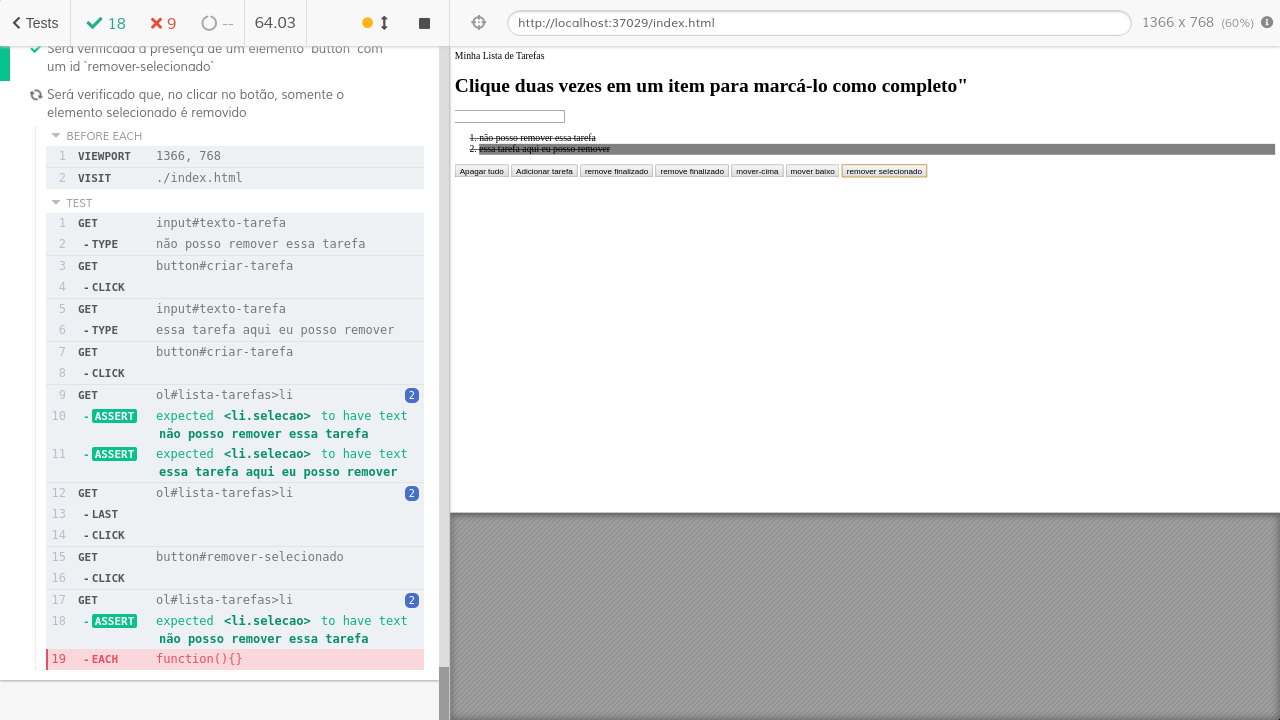 Tests 18 9 -- 64.03
Será verificada a presença de um elemento `button` com
um id `remover-selecionado`
Será verificado que, no clicar no botão, somente o
elemento selecionado é removido
BEFORE EACH
1 VIEWPORT 1366, 768
2 VISIT ./index.html
TEST
1 GET input#texto-tarefa
2 -TYPE não posso remover essa tarefa
3 GET button#criar-tarefa
4 -CLICK
5 GET input#texto-tarefa
6 -TYPE essa tarefa aqui eu posso remover
7 GET button#criar-tarefa
8 -CLICK
9 GET ol#lista-tarefas>li 2
10 -ASSERT expected <li.selecao> to have text
não posso remover essa tarefa
11 -ASSERT expected <li.selecao> to have text
essa tarefa aqui eu posso remover
12 GET ol#lista-tarefas>li 2
13 -LAST
14 -CLICK
15 GET button#remover-selecionado
16 -CLICK
17 GET ol#lista-tarefas>li 2
18 -ASSERT expected <li.selecao> to have text
não posso remover essa tarefa
19 -EACH function(){}
http://localhost:37029/index.html 1366 x 768 (60%)
Minha Lista de Tarefas
Clique duas vezes em um item para marcá-lo como completo"
1. não posso remover essa tarefa
2. essa tarefa aqui eu posso remover
Apagar tudo Adicionar tarefa remove finalizado remove finalizado mover-cima mover baixo remover selecionado